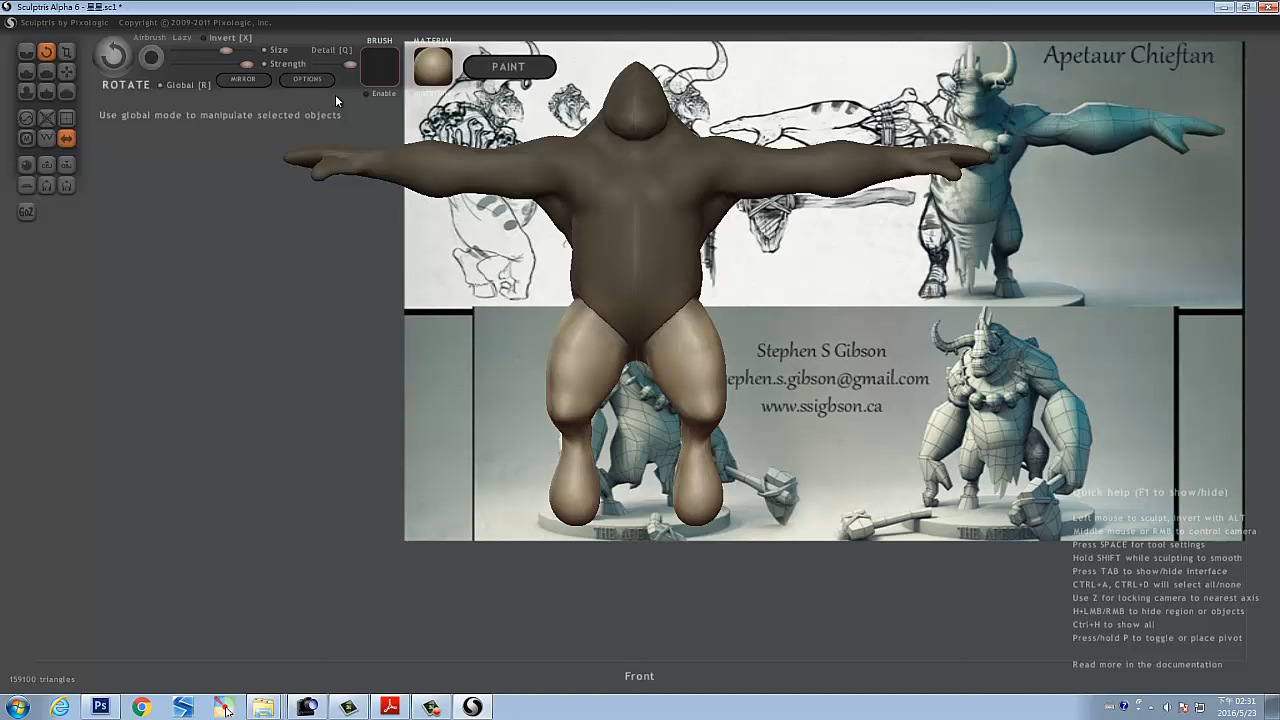 Sculptris Alpha 6 - 星星.sc1 *
Sculptris by Pixologic Copyright © 2009-2011 Pixologic, Inc.
Airbrush Lazy Invert [X]
Size Detail [Q]
Strength
ROTATE Global [R] MIRROR OPTIONS
BRUSH
Enable
MATERIAL
PAINT
Use global mode to manipulate selected objects
GoZ
Apetaur Chieftan
Stephen S Gibson
ephen.s.gibson@gmail.com
www.ssigbson.ca
Quick help (F1 to show/hide)
Left mouse to sculpt, invert with ALT
Middle mouse or RMB to control camera
Press SPACE for tool settings
Hold SHIFT while sculpting to smooth
Press TAB to show/hide interface
CTRL+A, CTRL+D will select all/none
Use Z for locking camera to nearest axis
H+LMB/RMB to hide region or objects
Ctrl+H to show all
Press/hold P to toggle or place pivot
Read more in the documentation
Front
159100 triangles
Ps
下午 02:31
2016/5/23